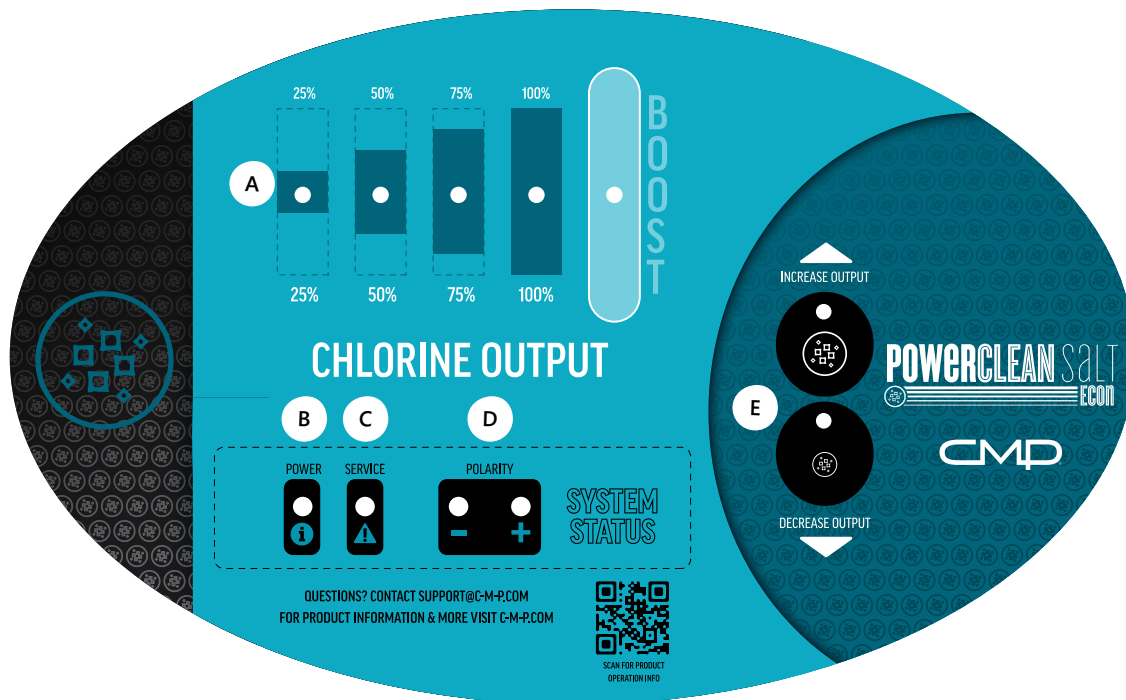 25% 50% 75% 100%
BOOST
A
25% 50% 75% 100%
CHLORINE OUTPUT
B C D
POWER SERVICE POLARITY
- +
SYSTEM
STATUS
QUESTIONS? CONTACT SUPPORT@C-M-P.COM
FOR PRODUCT INFORMATION & MORE VISIT C-M-P.COM
SCAN FOR PRODUCT
OPERATION INFO
INCREASE OUTPUT
E
DECREASE OUTPUT
POWERCLEAN SALT
ECON
CMP